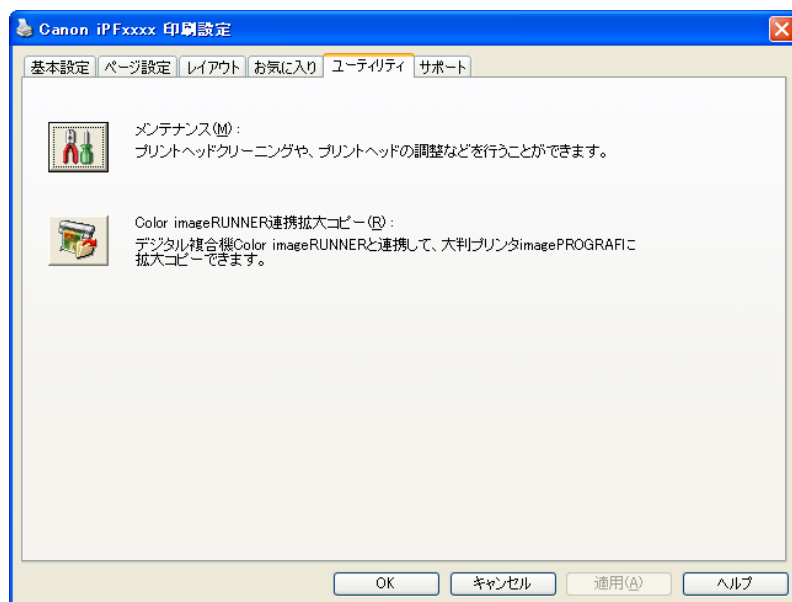 Canon iPFxxxx 印刷設定
基本設定 ページ設定 レイアウト お気に入り ユーティリティ サポート
メンテナンス(M) :
プリントヘッドクリーニングや、プリントヘッドの調整などを行うことができます。
Color imageRUNNER連携拡大コピー(R) :
デジタル複合機Color imageRUNNERと連携して、大判プリンタimagePROGRAFに
拡大コピーできます。
OK キャンセル 適用(A) ヘルプ